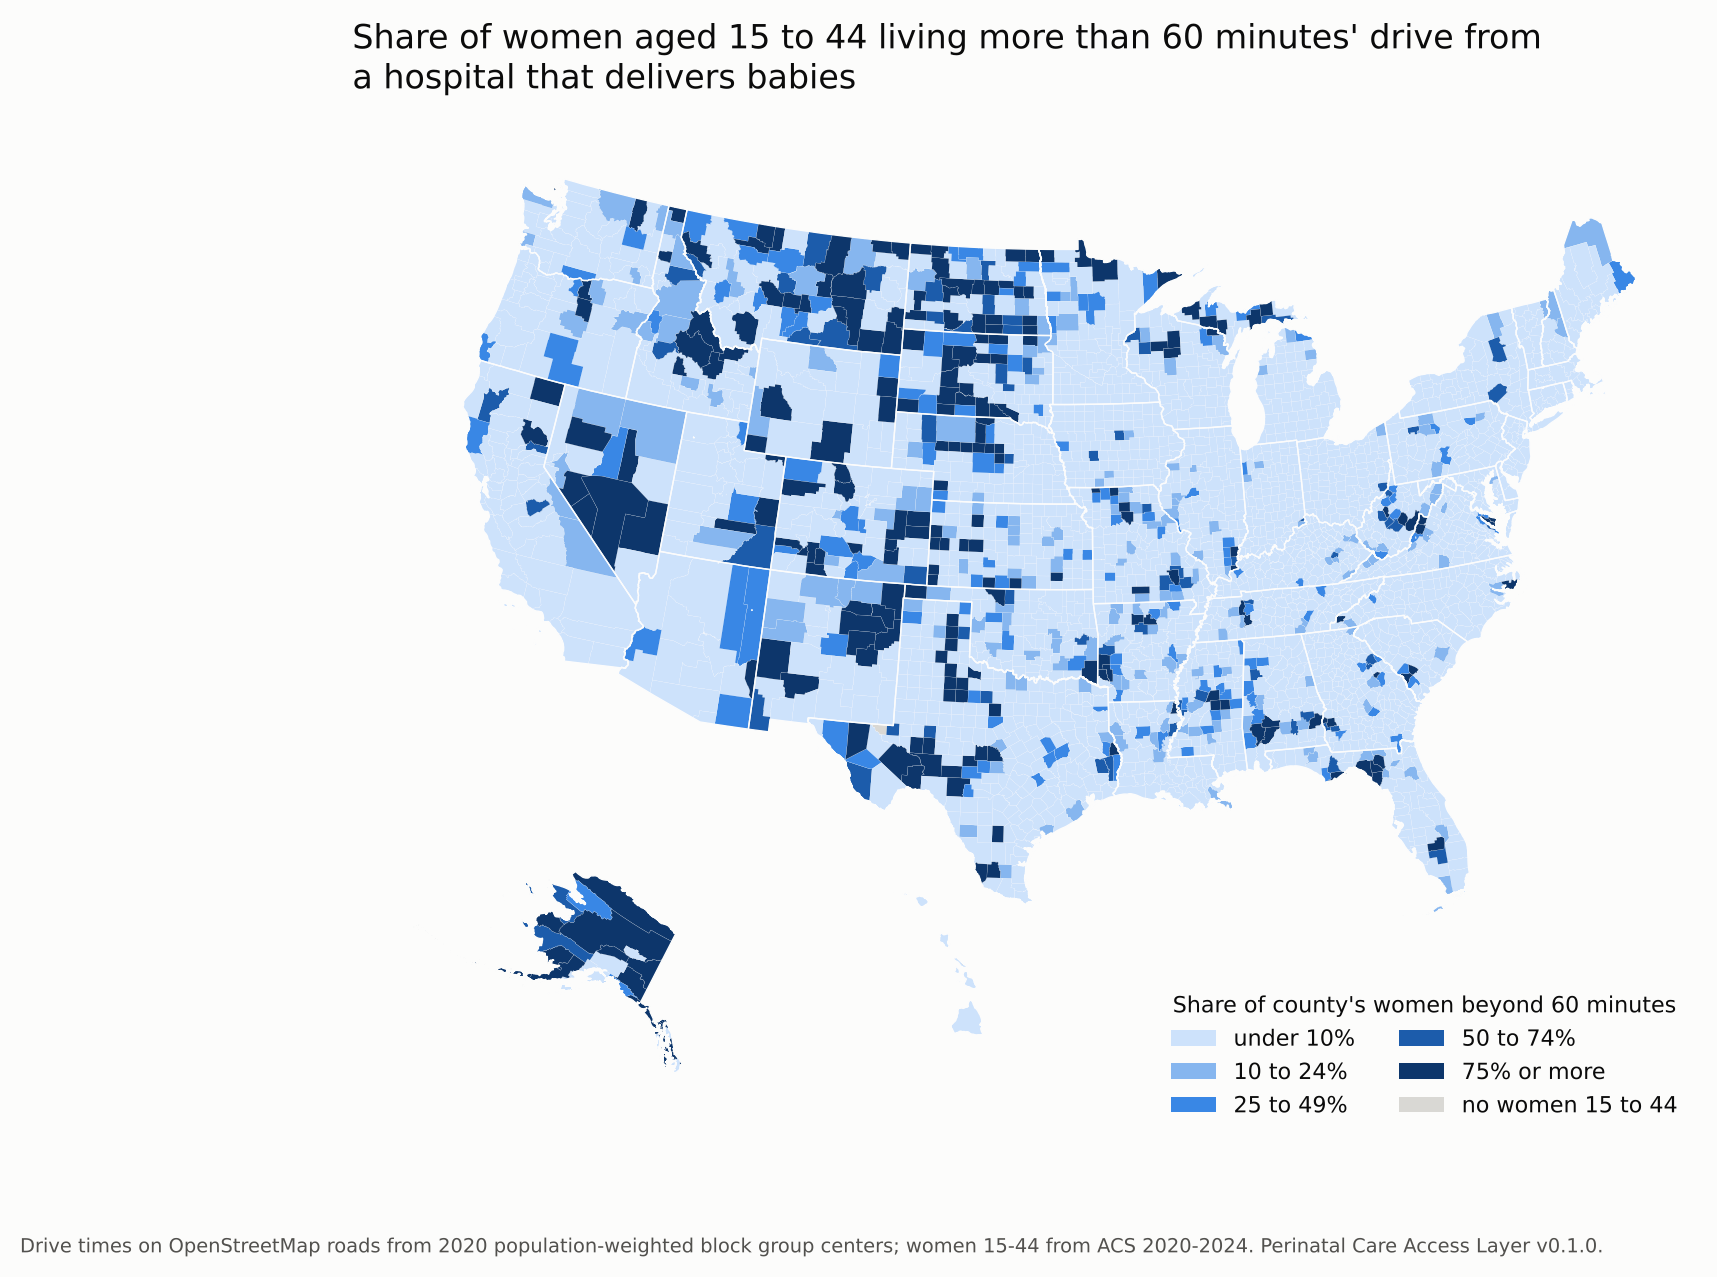 Share of women aged 15 to 44 living more than 60 minutes' drive from
a hospital that delivers babies
Share of county's women beyond 60 minutes
under 10%
10 to 24%
25 to 49%
50 to 74%
75% or more
no women 15 to 44
Drive times on OpenStreetMap roads from 2020 population-weighted block group centers; women 15-44 from ACS 2020-2024. Perinatal Care Access Layer v0.1.0.